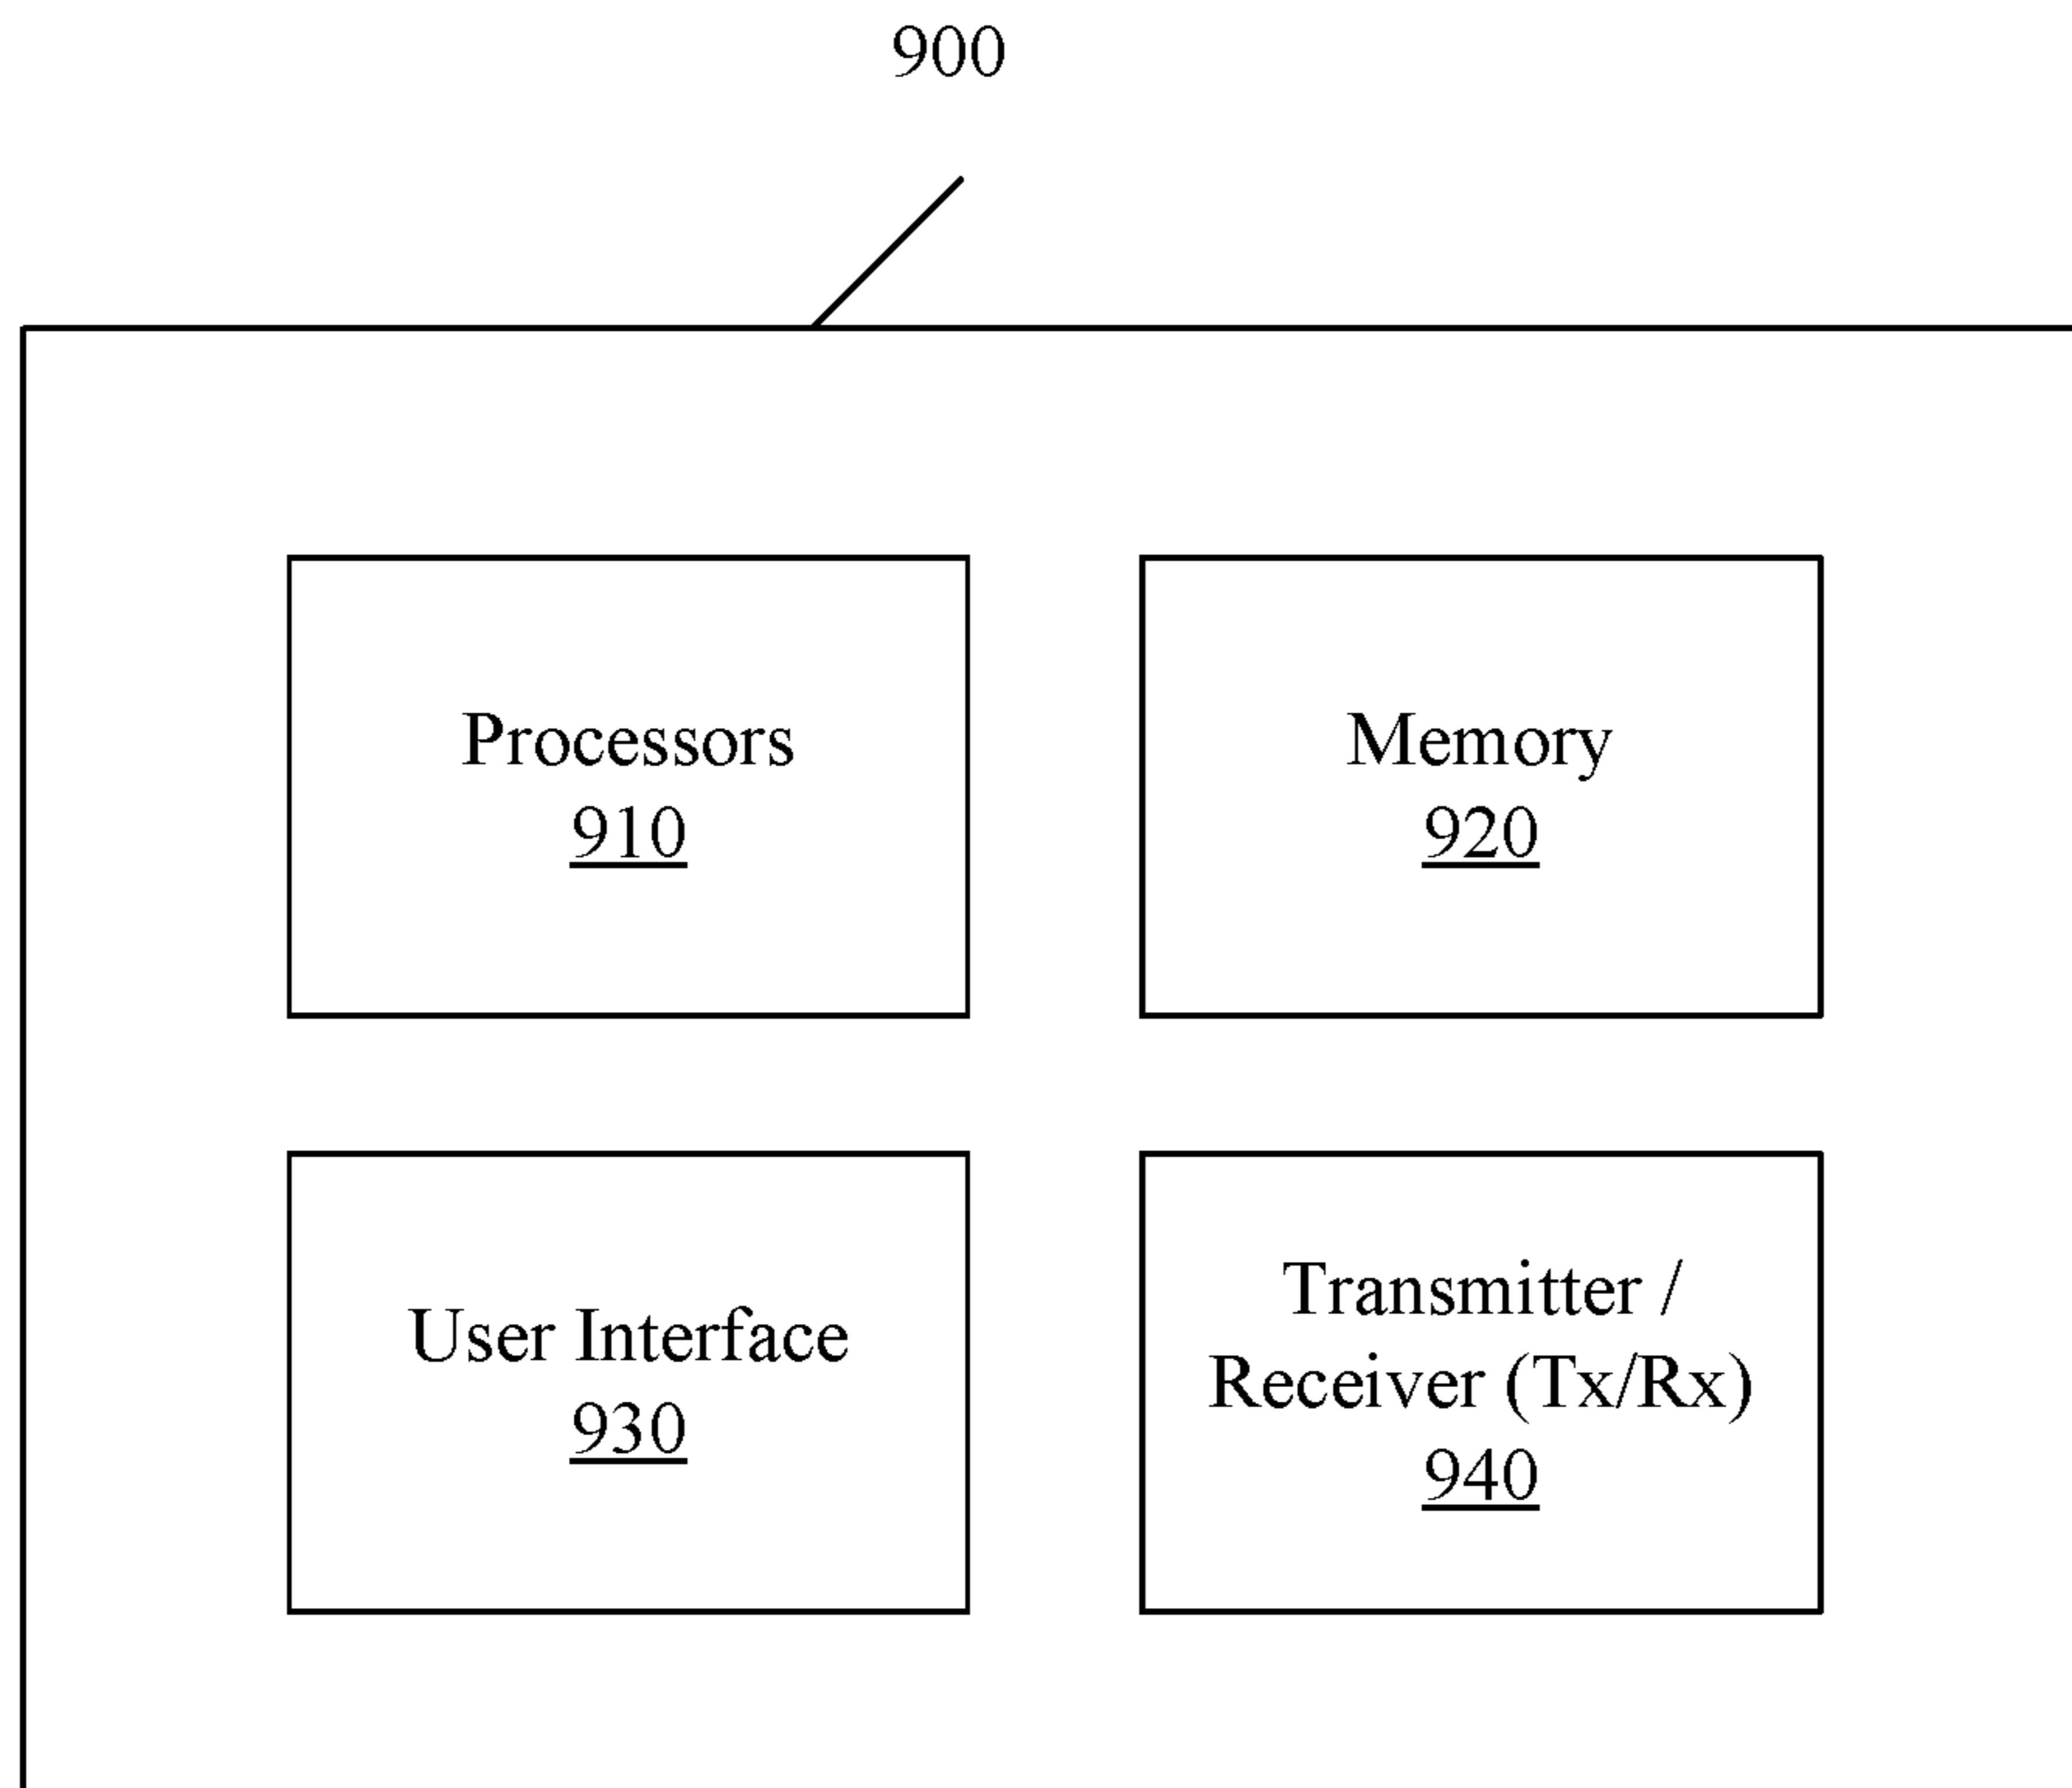 900
Processors
910
Memory
920
User Interface
930
Transmitter /
Receiver (Tx/Rx)
940